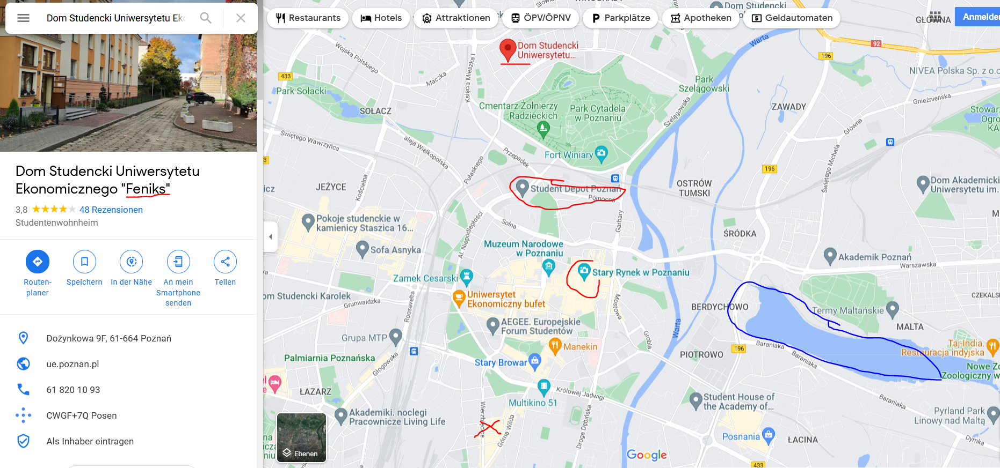 Dom Studencki Uniwersytetu Ek
Restaurants
Hotels
Attraktionen
ÖPV/ÖPNV
Parkplätze
Apotheken
Geldautomaten
Anmelden
Dom Studencki Uniwersytetu
Ekonomicznego "Feniks"
3,8
48 Rezensionen
Studentenwohnheim
Routen-
planer
Speichern
In der Nähe
An mein
Smartphone
senden
Teilen
Dożynkowa 9F, 61-664 Poznań
ue.poznan.pl
61 820 10 93
CWGF+7Q Posen
Als Inhaber eintragen
Dom Studencki
GŁÓWNA
Dom Studencki
Uniwersytetu...
Warta
92
196
NIVEA Polska Sp. z o.o
Wojska Polskiego
Maczka
Księcia Mieszka I
433
Park Sołacki
Park
Szelągowski
Gnieźnieńska
SOŁACZ
Cmentarz Żołnierzy
Radzieckich
Park Cytadela
w Poznaniu
Szelągowska
ZAWADY
Stowar
Ogro
KA
Główna
Świętego Wawrzyńca
aleja Wielkopolska
Przepadek
Fort Winiary
Świętego Michała
196
Pułaskiego
Kościelna
JEŻYCE
Student Depot Poznań
Północna
OSTRÓW
TUMSKI
Dom Akademicki
Uniwersytetu im.
Pokoje studenckie w
kamienicy Staszica 16...
Al. Niepodległości
Solna
Garbary
ŚRÓDKA
Muzeum Narodowe
w Poznaniu
Sofa Asnyka
Akademik Poznań
Warszawska
Zamek Cesarski
Stary Rynek w Poznaniu
om Studencki Karolek
Grunwaldzka
Roosevelta
Uniwersytet
Ekonomiczny bufet
Mostowa
BERDYCHOWO
Termy Maltańskie
CZEKALSK
AEGEE. Europejskie
Forum Studentów
Warta
MALTA
Grupa MTP
Manekin
Grobla
Baraniaka
Baraniaka
196
Taj-India.
Restauracja indyjska
Palmiarnia Poznańska
Głogowska
Stary Browar
PIOTROWO
Nowe Zo
Zoologiczny w
ŁAZARZ
Multikino 51
Królowej Jadwigi
Student House of
the Academy of...
Baraniaka
Akademiki. noclegi
Pracownicze Living Life
Wierzbięcice
Górna Wilda
Droga Dębińska
Pyrland Park
Linowy nad Maltą
Posnania
ŁACINA
Dymka
Ebenen
Google
433